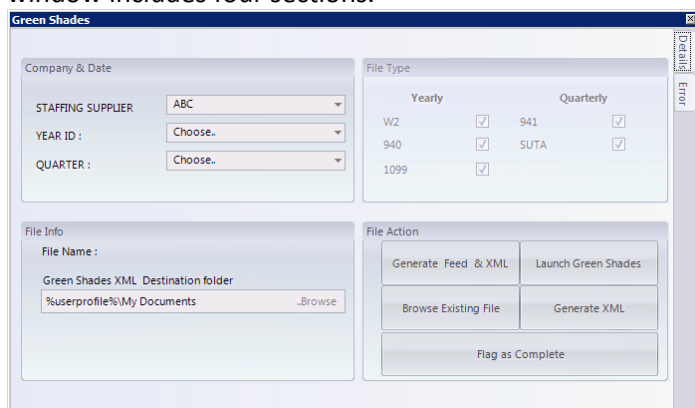 window includes four sections.
Green Shades
Company & Date
STAFFING SUPPLIER ABC
YEAR ID : Choose..
QUARTER : Choose..
File Type
Yearly Quarterly
W2 941
940 SUTA
1099
File Info
File Name :
Green Shades XML Destination folder
%userprofile%\My Documents ..Browse
File Action
Generate Feed & XML Launch Green Shades
Browse Existing File Generate XML
Flag as Complete
Details
Error